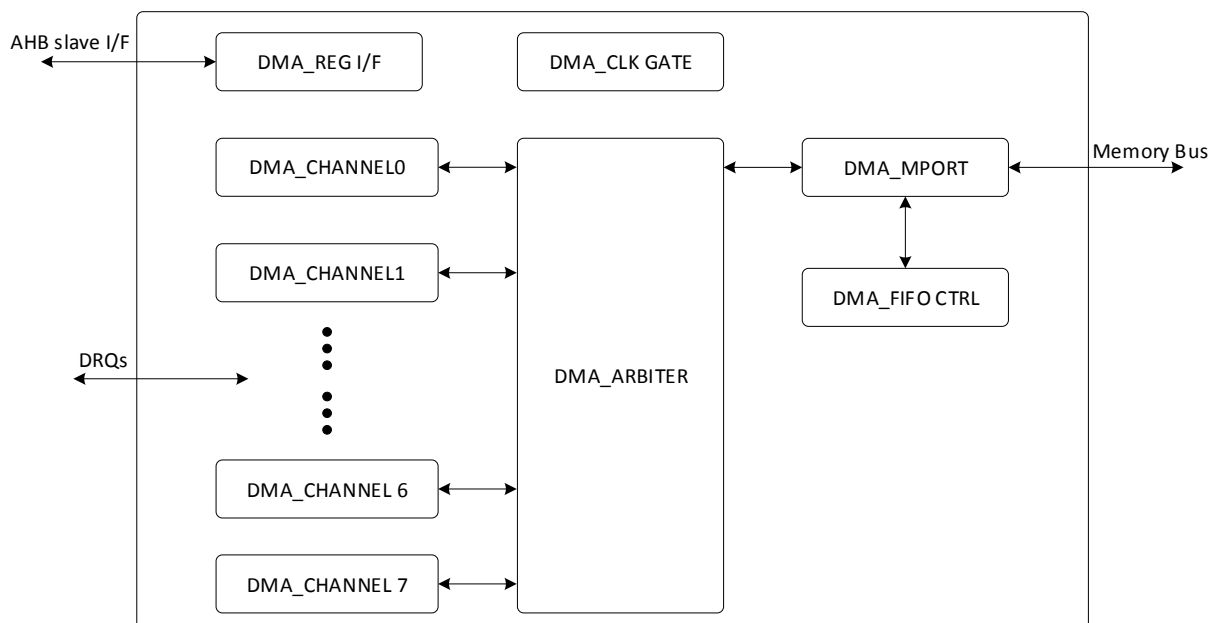 AHB slave I/F
DMA_REG I/F
DMA_CLK GATE
DMA_CHANNEL0
DMA_MPORT
Memory Bus
DMA_CHANNEL1
DMA_FIFO CTRL
DRQs
DMA_ARBITER
DMA_CHANNEL 6
DMA_CHANNEL 7